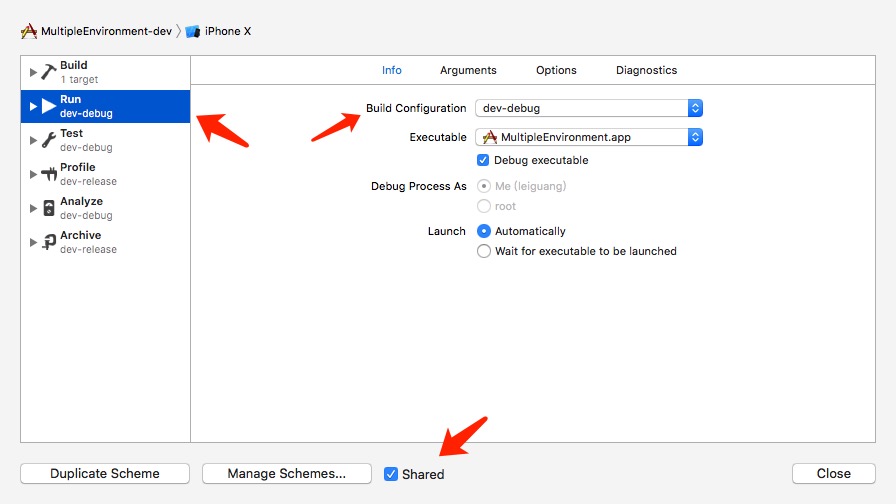 MultipleEnvironment-dev iPhone X
Build
1 target
Run
dev-debug
Test
dev-debug
Profile
dev-release
Analyze
dev-debug
Archive
dev-release
Info Arguments Options Diagnostics
Build Configuration dev-debug
Executable MultipleEnvironment.app
Debug executable
Debug Process As Me (leiguang)
root
Launch Automatically
Wait for executable to be launched
Duplicate Scheme Manage Schemes... Shared Close